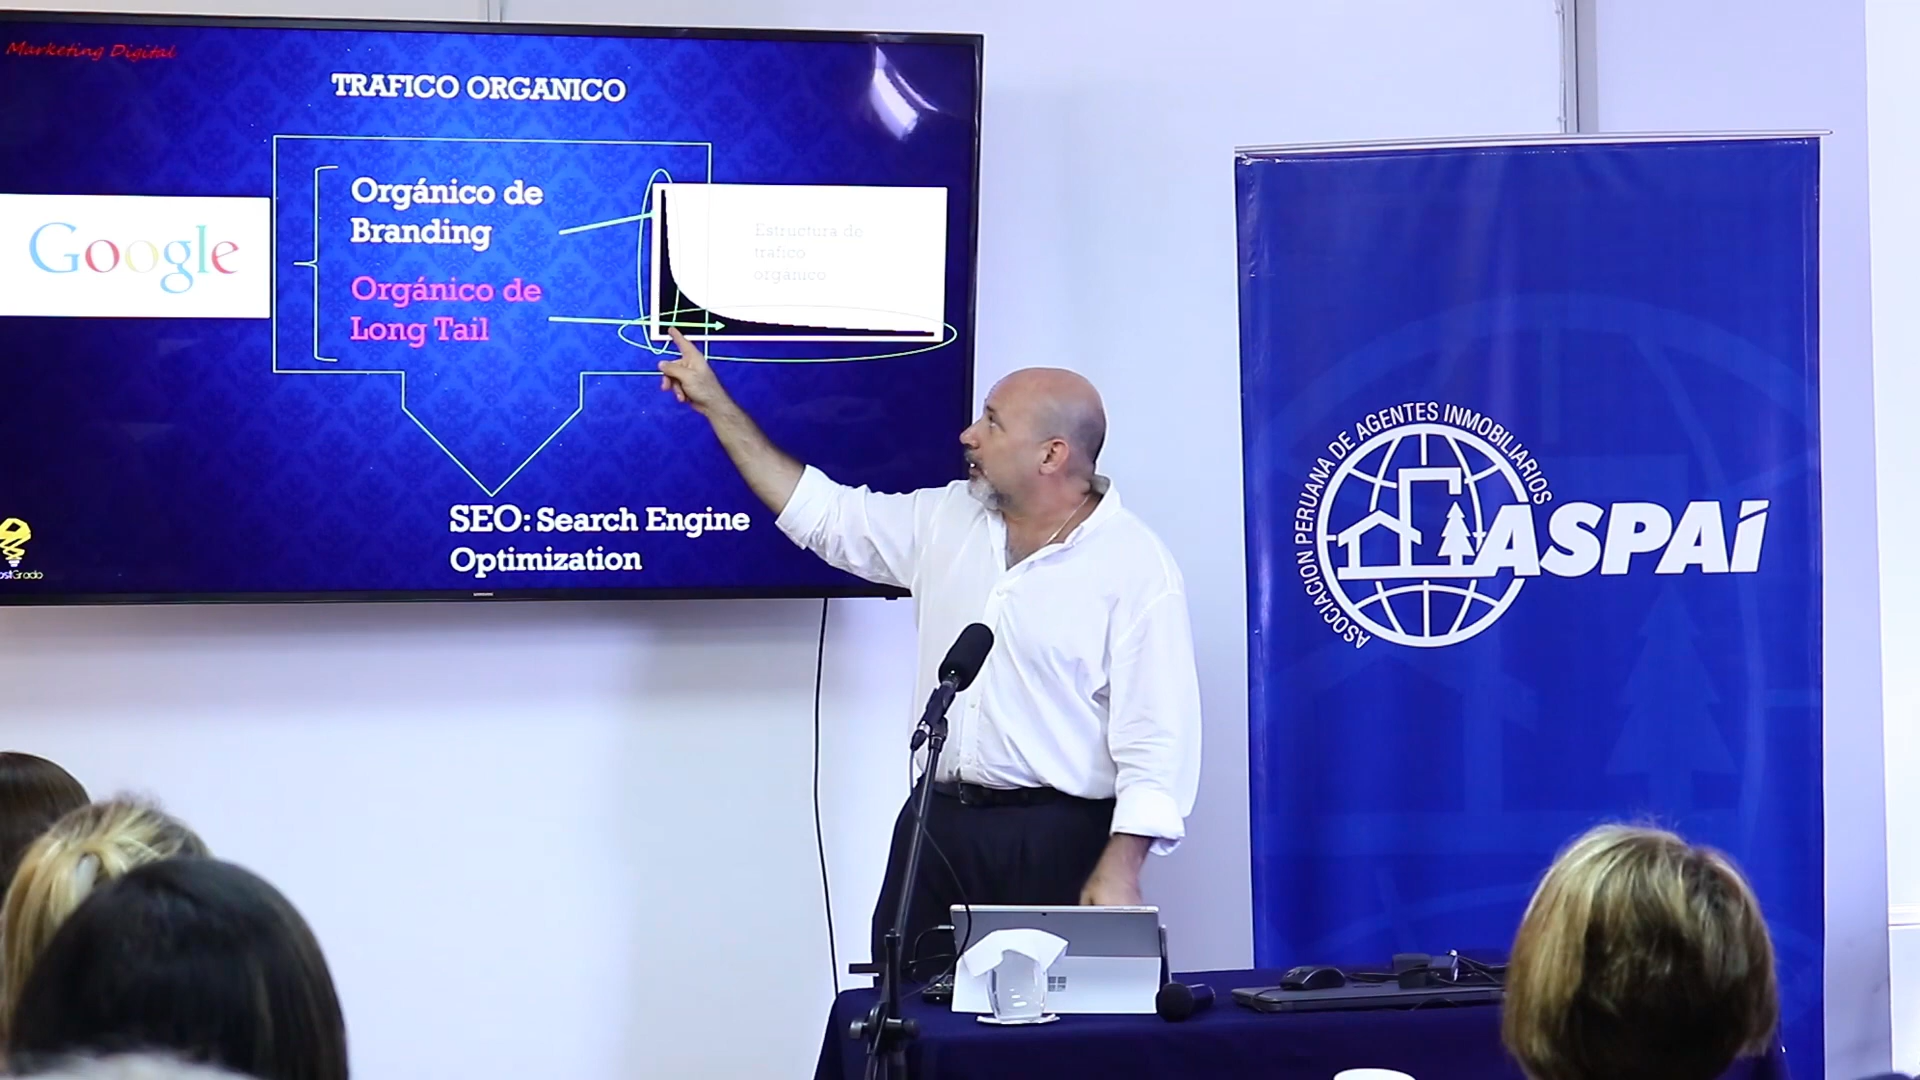 Marketing Digital
TRAFICO ORGANICO
Google
Orgánico de
Branding
Orgánico de
Long Tail
Estructura de
tráfico
orgánico
SEO: Search Engine
Optimization
ostGrado
ASOCIACION PERUANA DE AGENTES INMOBILIARIOS
ASPAI